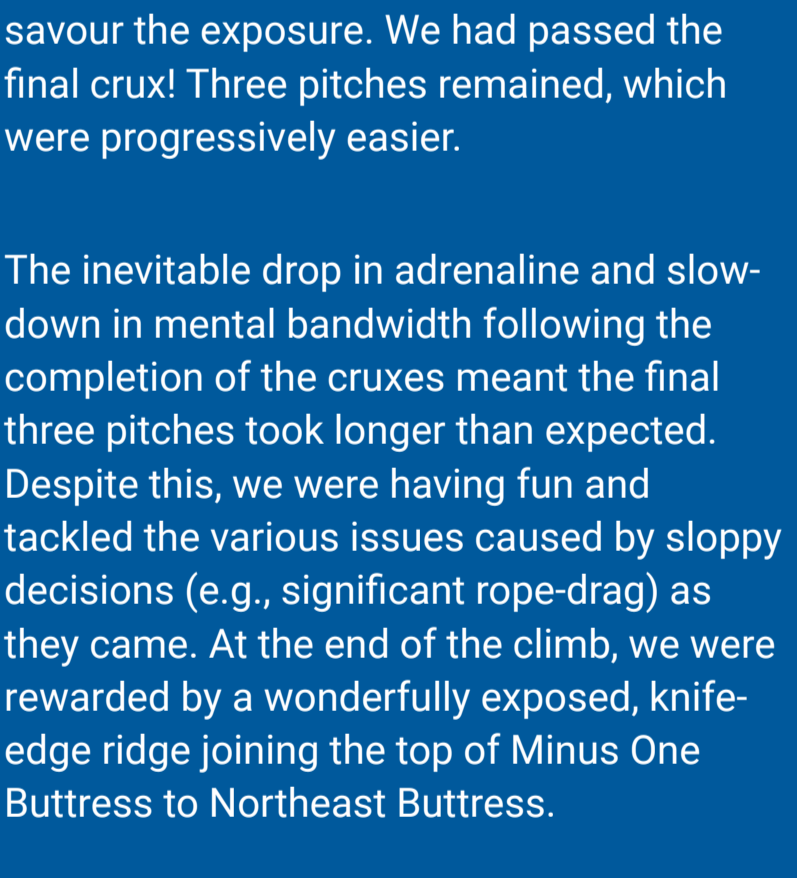 savour the exposure. We had passed the
final crux! Three pitches remained, which
were progressively easier.
The inevitable drop in adrenaline and slow-
down in mental bandwidth following the
completion of the cruxes meant the final
three pitches took longer than expected.
Despite this, we were having fun and
tackled the various issues caused by sloppy
decisions (e.g., significant rope-drag) as
they came. At the end of the climb, we were
rewarded by a wonderfully exposed, knife-
edge ridge joining the top of Minus One
Buttress to Northeast Buttress.